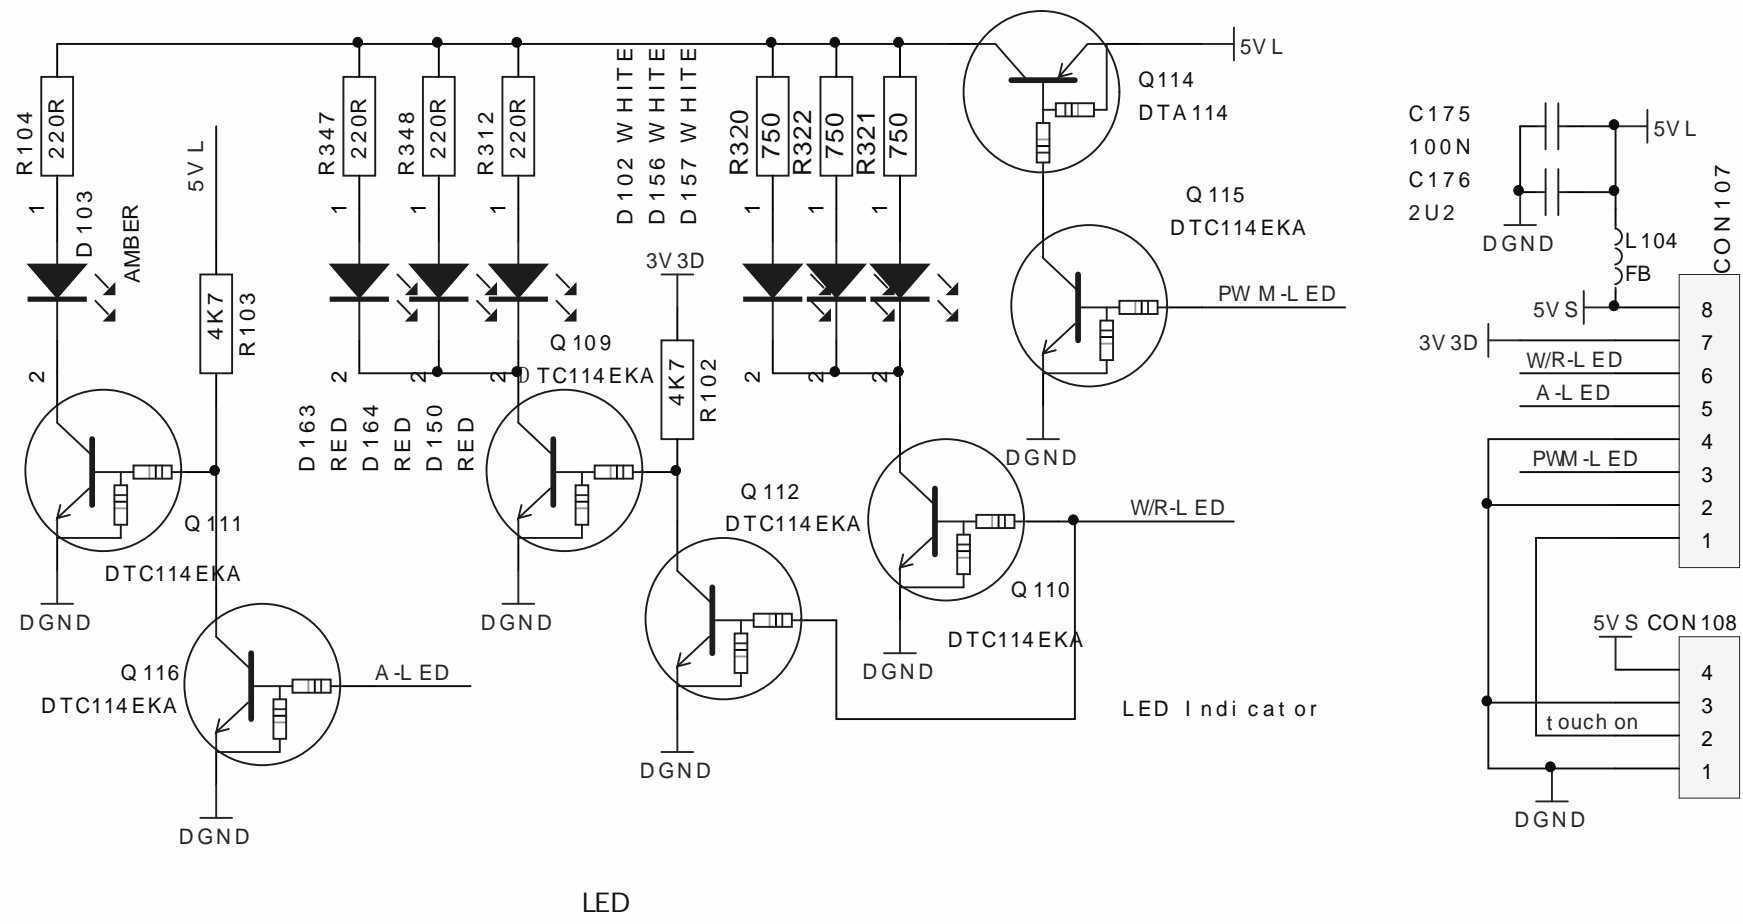 5VL
Q114
DTA114
R104
220R
R347
220R
R348
220R
R312
220R
D102 WHITE
D156 WHITE
D157 WHITE
R320
750
R322
750
R321
750
C175
100N
C176
2U2
5VL
DGND
L104
FB
CON107
5VL
1
D103
AMBER
1
1
1
1
1
1
Q115
DTC114EKA
3V3D
4K7
R103
PWM-LED
5VS
8
3V3D
7
W/R-LED
6
A-LED
5
4
PWM-LED
3
2
1
Q109
DTC114EKA
4K7
R102
2
2
2
2
2
2
2
D163
RED
D164
RED
D150
RED
DGND
Q111
DTC114EKA
Q112
DTC114EKA
W/R-LED
Q110
DTC114EKA
DGND
DGND
DGND
5VS CON108
4
3
touch on
2
1
DGND
Q116
DTC114EKA
A-LED
LED Indicator
DGND
DGND
LED